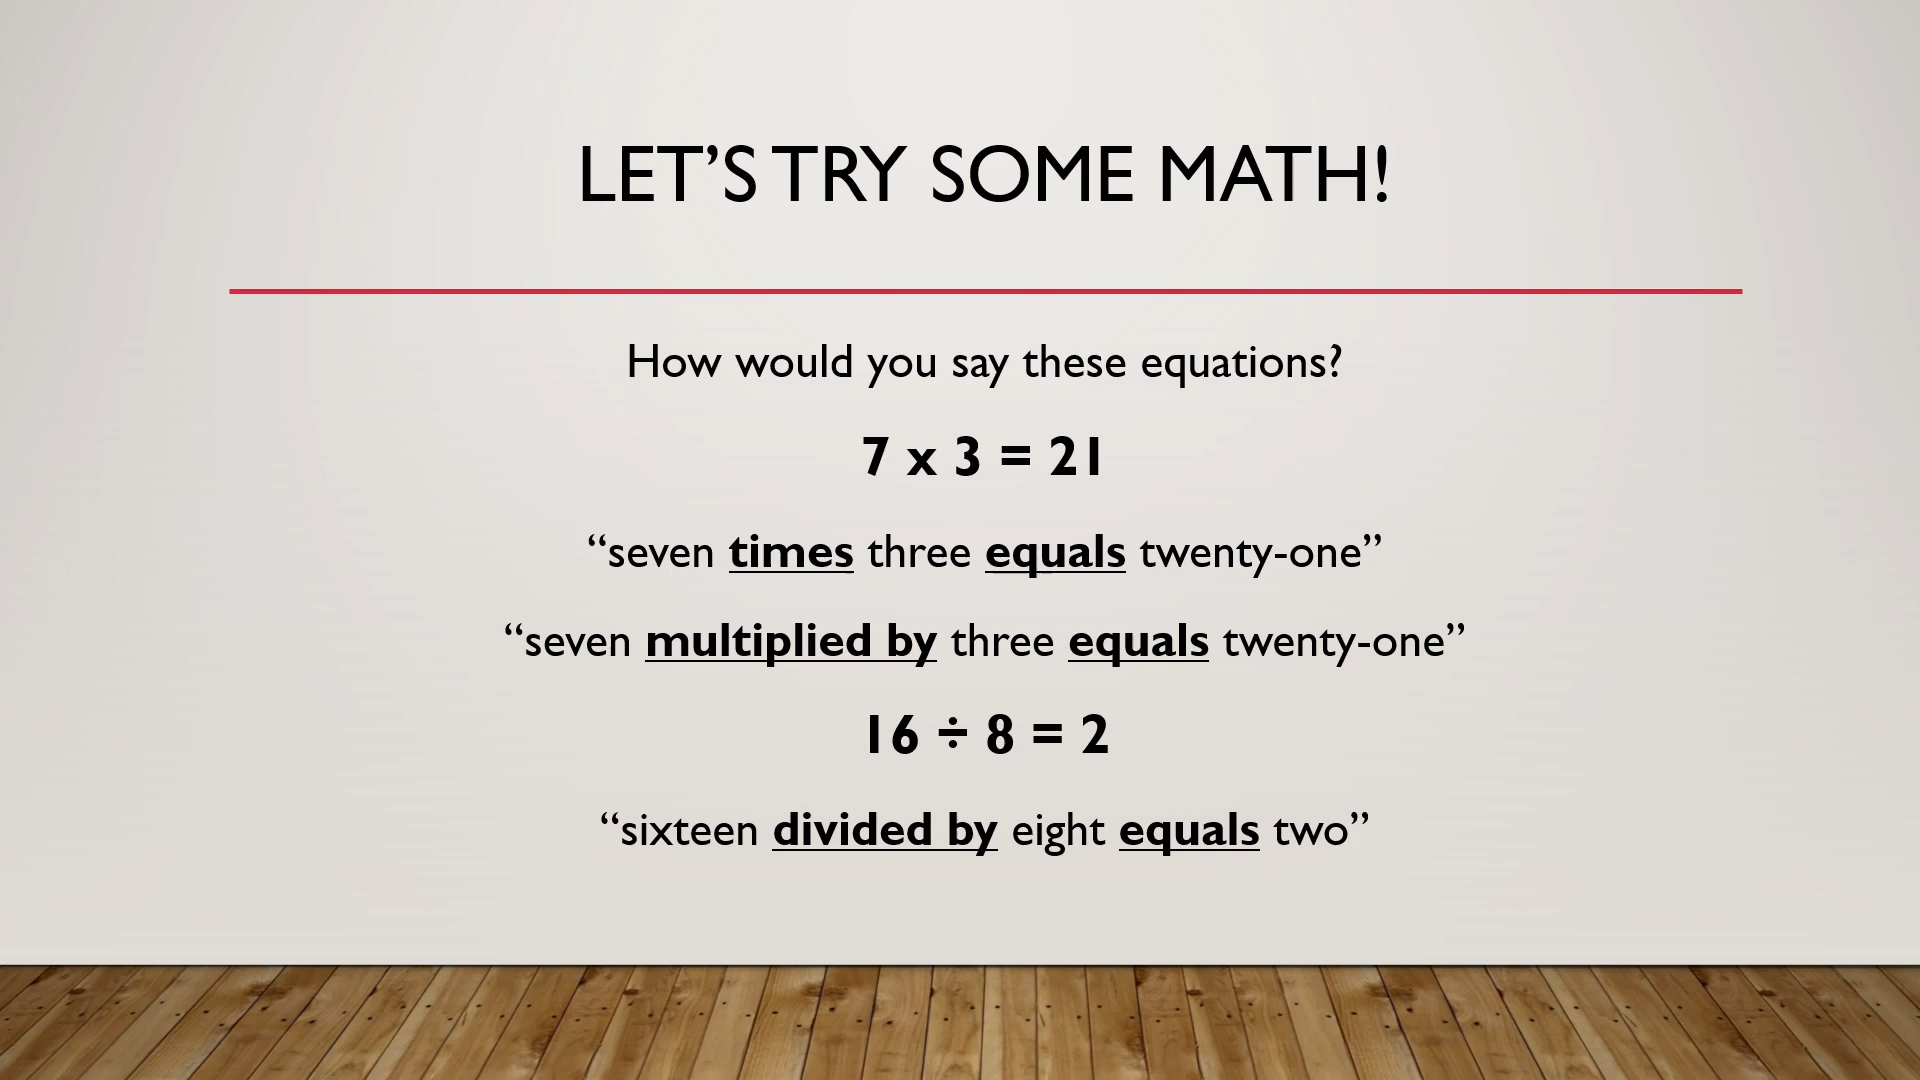 LET’S TRY SOME MATH!
How would you say these equations?
7 x 3 = 21
“seven times three equals twenty-one”
“seven multiplied by three equals twenty-one”
16 ÷ 8 = 2
“sixteen divided by eight equals two”